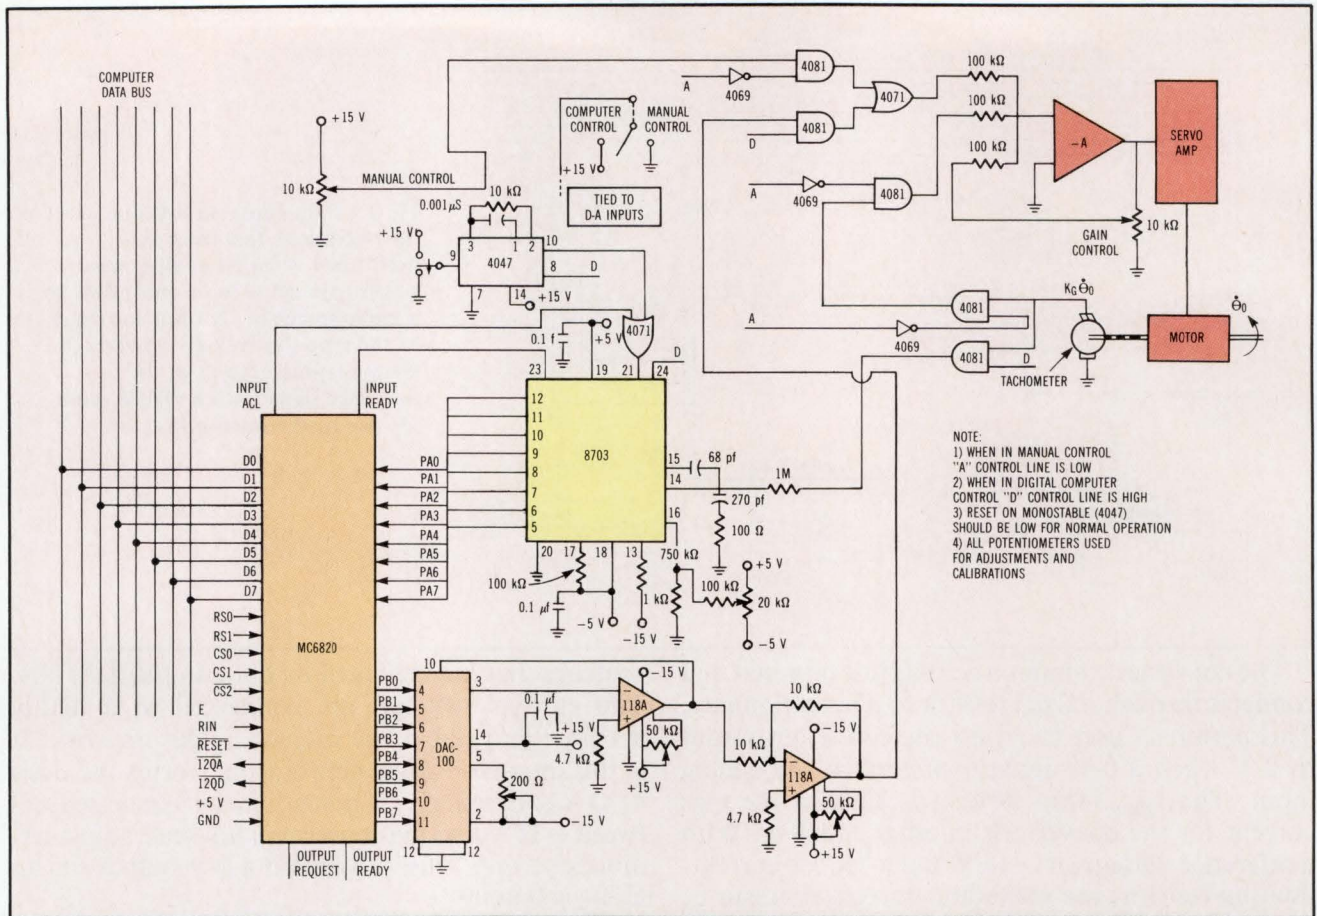 COMPUTER
DATA BUS
+15 V
10 kΩ
MANUAL CONTROL
0.001μS
10 kΩ
+15 V
9
3
1
2
10
4047
8
D
7
14
+15 V
COMPUTER
CONTROL
MANUAL
CONTROL
+15 V
TIED TO
D-A INPUTS
A
4069
4081
4081
D
4071
A
4069
4081
100 kΩ
100 kΩ
100 kΩ
-A
SERVO
AMP
GAIN
CONTROL
10 kΩ
A
4069
4081
4081
D
KGΘ̇0
TACHOMETER
MOTOR
Θ̇0
0.1 f
+5 V
4071
D
23
19
21
24
12
11
10
9
8
7
6
5
8703
15
14
16
20
17
18
13
68 pf
1M
270 pf
100 Ω
750 kΩ
100 kΩ
0.1 μf
-5 V
1 kΩ
-15 V
100 kΩ
+5 V
20 kΩ
-5 V
NOTE:
1) WHEN IN MANUAL CONTROL
"A" CONTROL LINE IS LOW
2) WHEN IN DIGITAL COMPUTER
CONTROL "D" CONTROL LINE IS HIGH
3) RESET ON MONOSTABLE (4047)
SHOULD BE LOW FOR NORMAL OPERATION
4) ALL POTENTIOMETERS USED
FOR ADJUSTMENTS AND
CALIBRATIONS
INPUT
ACL
INPUT
READY
D0
D1
D2
D3
D4
D5
D6
D7
RS0
RS1
CS0
CS1
CS2
E
RIN
RESET
12QA
12QD
+5 V
GND
MC6820
PA0
PA1
PA2
PA3
PA4
PA5
PA6
PA7
PB0
PB1
PB2
PB3
PB4
PB5
PB6
PB7
OUTPUT
REQUEST
OUTPUT
READY
10
4
5
6
7
8
9
10
11
DAC-
100
3
14
5
2
12
12
0.1 μf
+15 V
200 Ω
-15 V
4.7 kΩ
-15 V
118A
50 kΩ
+15 V
10 kΩ
10 kΩ
-15 V
118A
4.7 kΩ
50 kΩ
+15 V